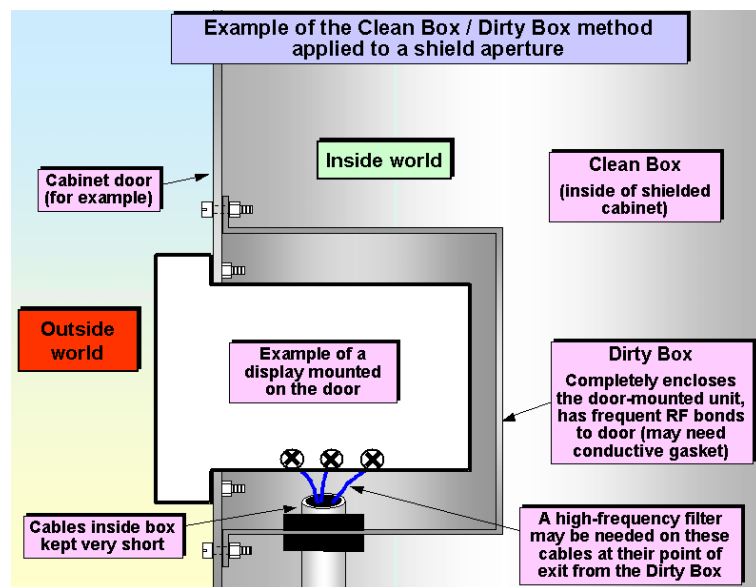 Example of the Clean Box / Dirty Box method
applied to a shield aperture
Inside world
Clean Box
(inside of shielded
cabinet)
Cabinet door
(for example)
Outside
world
Example of a
display mounted
on the door
Dirty Box
Completely encloses
the door-mounted unit,
has frequent RF bonds
to door (may need
conductive gasket)
Cables inside box
kept very short
A high-frequency filter
may be needed on these
cables at their point of
exit from the Dirty Box